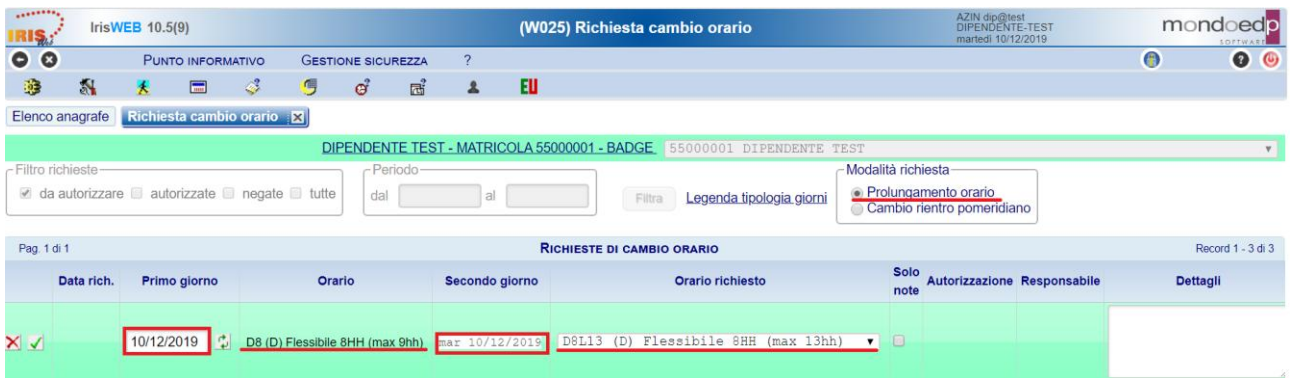 IRIS
IrisWEB 10.5(9)
(W025) Richiesta cambio orario
AZIN dip@test
DIPENDENTE-TEST
martedì 10/12/2019
mondoedp
SOFTWARE
PUNTO INFORMATIVO GESTIONE SICUREZZA ?
?
EU
Elenco anagrafe Richiesta cambio orario x
DIPENDENTE TEST - MATRICOLA 55000001 - BADGE 55000001 DIPENDENTE TEST
Filtro richieste
da autorizzare autorizzate negate tutte
Periodo
dal al
Filtra
Legenda tipologia giorni
Modalità richiesta
Prolungamento orario
Cambio rientro pomeridiano
Pag. 1 di 1 RICHIESTE DI CAMBIO ORARIO Record 1 - 3 di 3
Data rich. Primo giorno Orario Secondo giorno Orario richiesto Solo note Autorizzazione Responsabile Dettagli
10/12/2019 D8 (D) Flessibile 8HH (max 9hh) mar 10/12/2019 D8L13 (D) Flessibile 8HH (max 13hh)